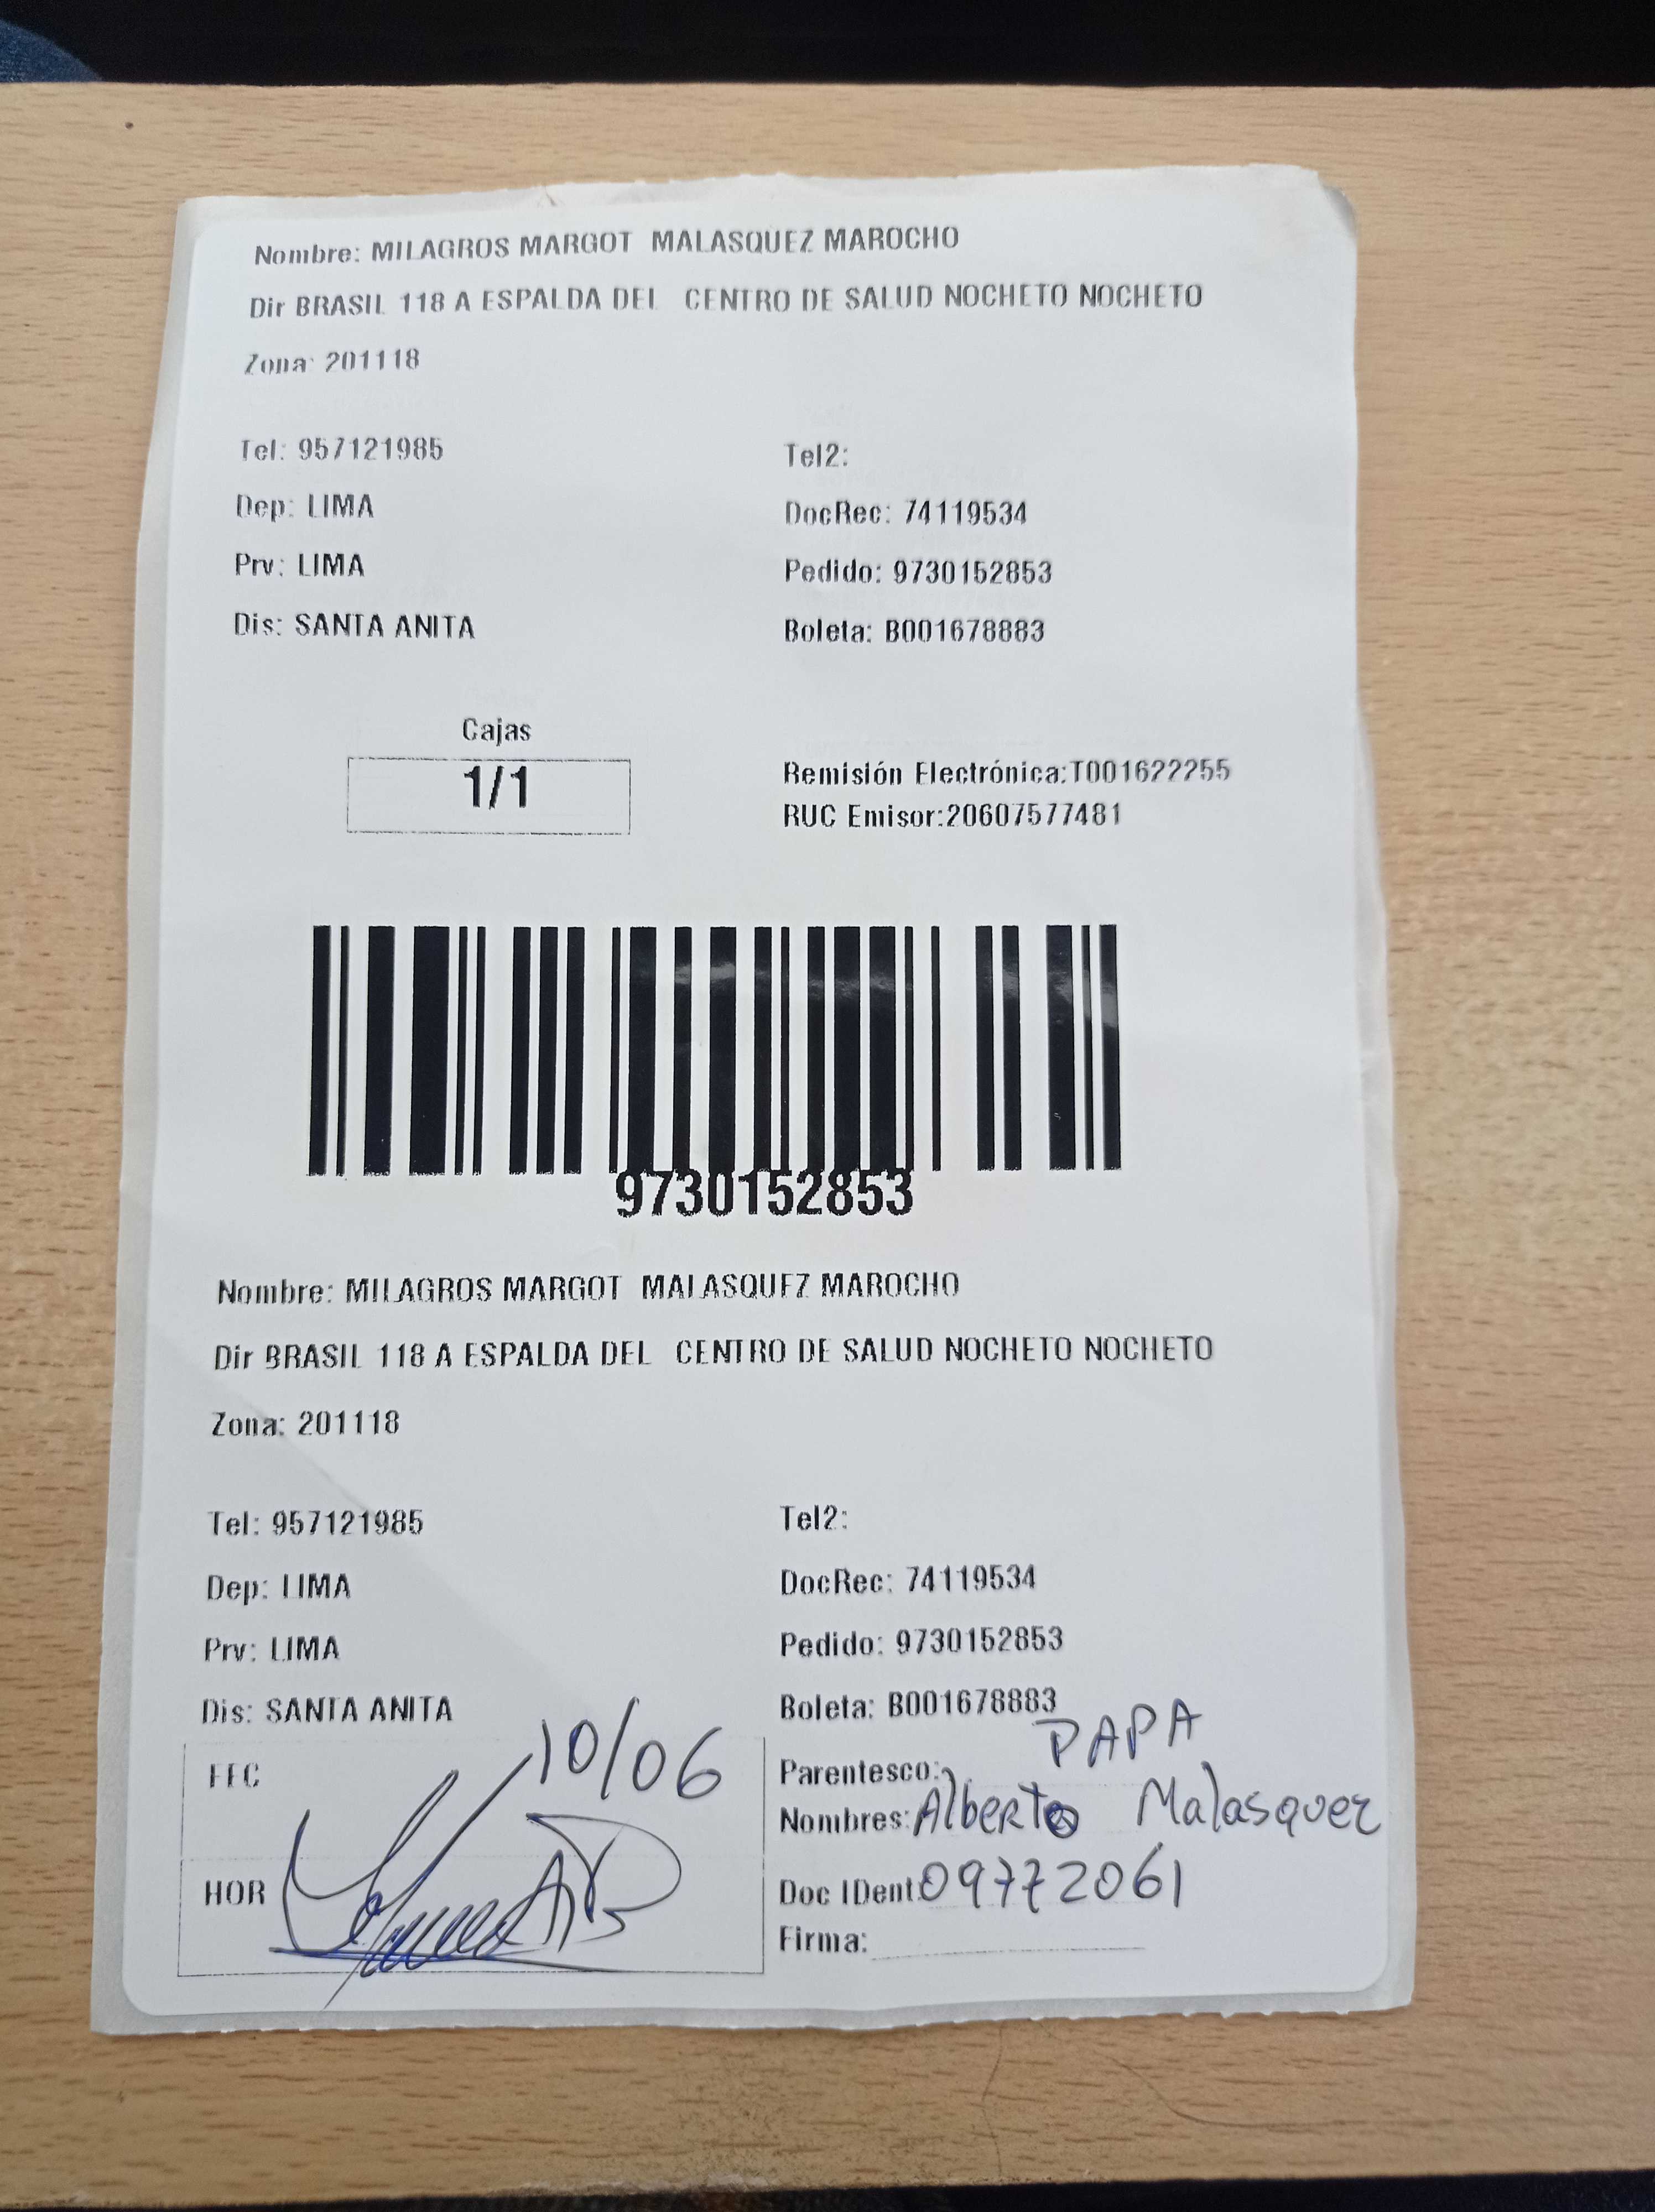 Nombre: MILAGROS MARGOT MALASQUEZ MAROCHO
Dir BRASIL 118 A ESPALDA DEL CENTRO DE SALUD NOCHETO NOCHETO
Zona: 201118
Tel: 957121985 Tel2:
Dep: LIMA DocRec: 74119534
Prv: LIMA Pedido: 9730152853
Dis: SANTA ANITA Boleta: B001678883
Cajas
1/1
Remisión Electrónica:T001622255
RUC Emisor:20607577481
9730152853
Nombre: MILAGROS MARGOT MALASQUEZ MAROCHO
Dir BRASIL 118 A ESPALDA DEL CENTRO DE SALUD NOCHETO NOCHETO
Zona: 201118
Tel: 957121985 Tel2:
Dep: LIMA DocRec: 74119534
Prv: LIMA Pedido: 9730152853
Dis: SANTA ANITA Boleta: B001678883
10/06 Parentesco: PAPA
Nombres: Alberto Malasquez
HOR Doc IDent 09772061
Firma: